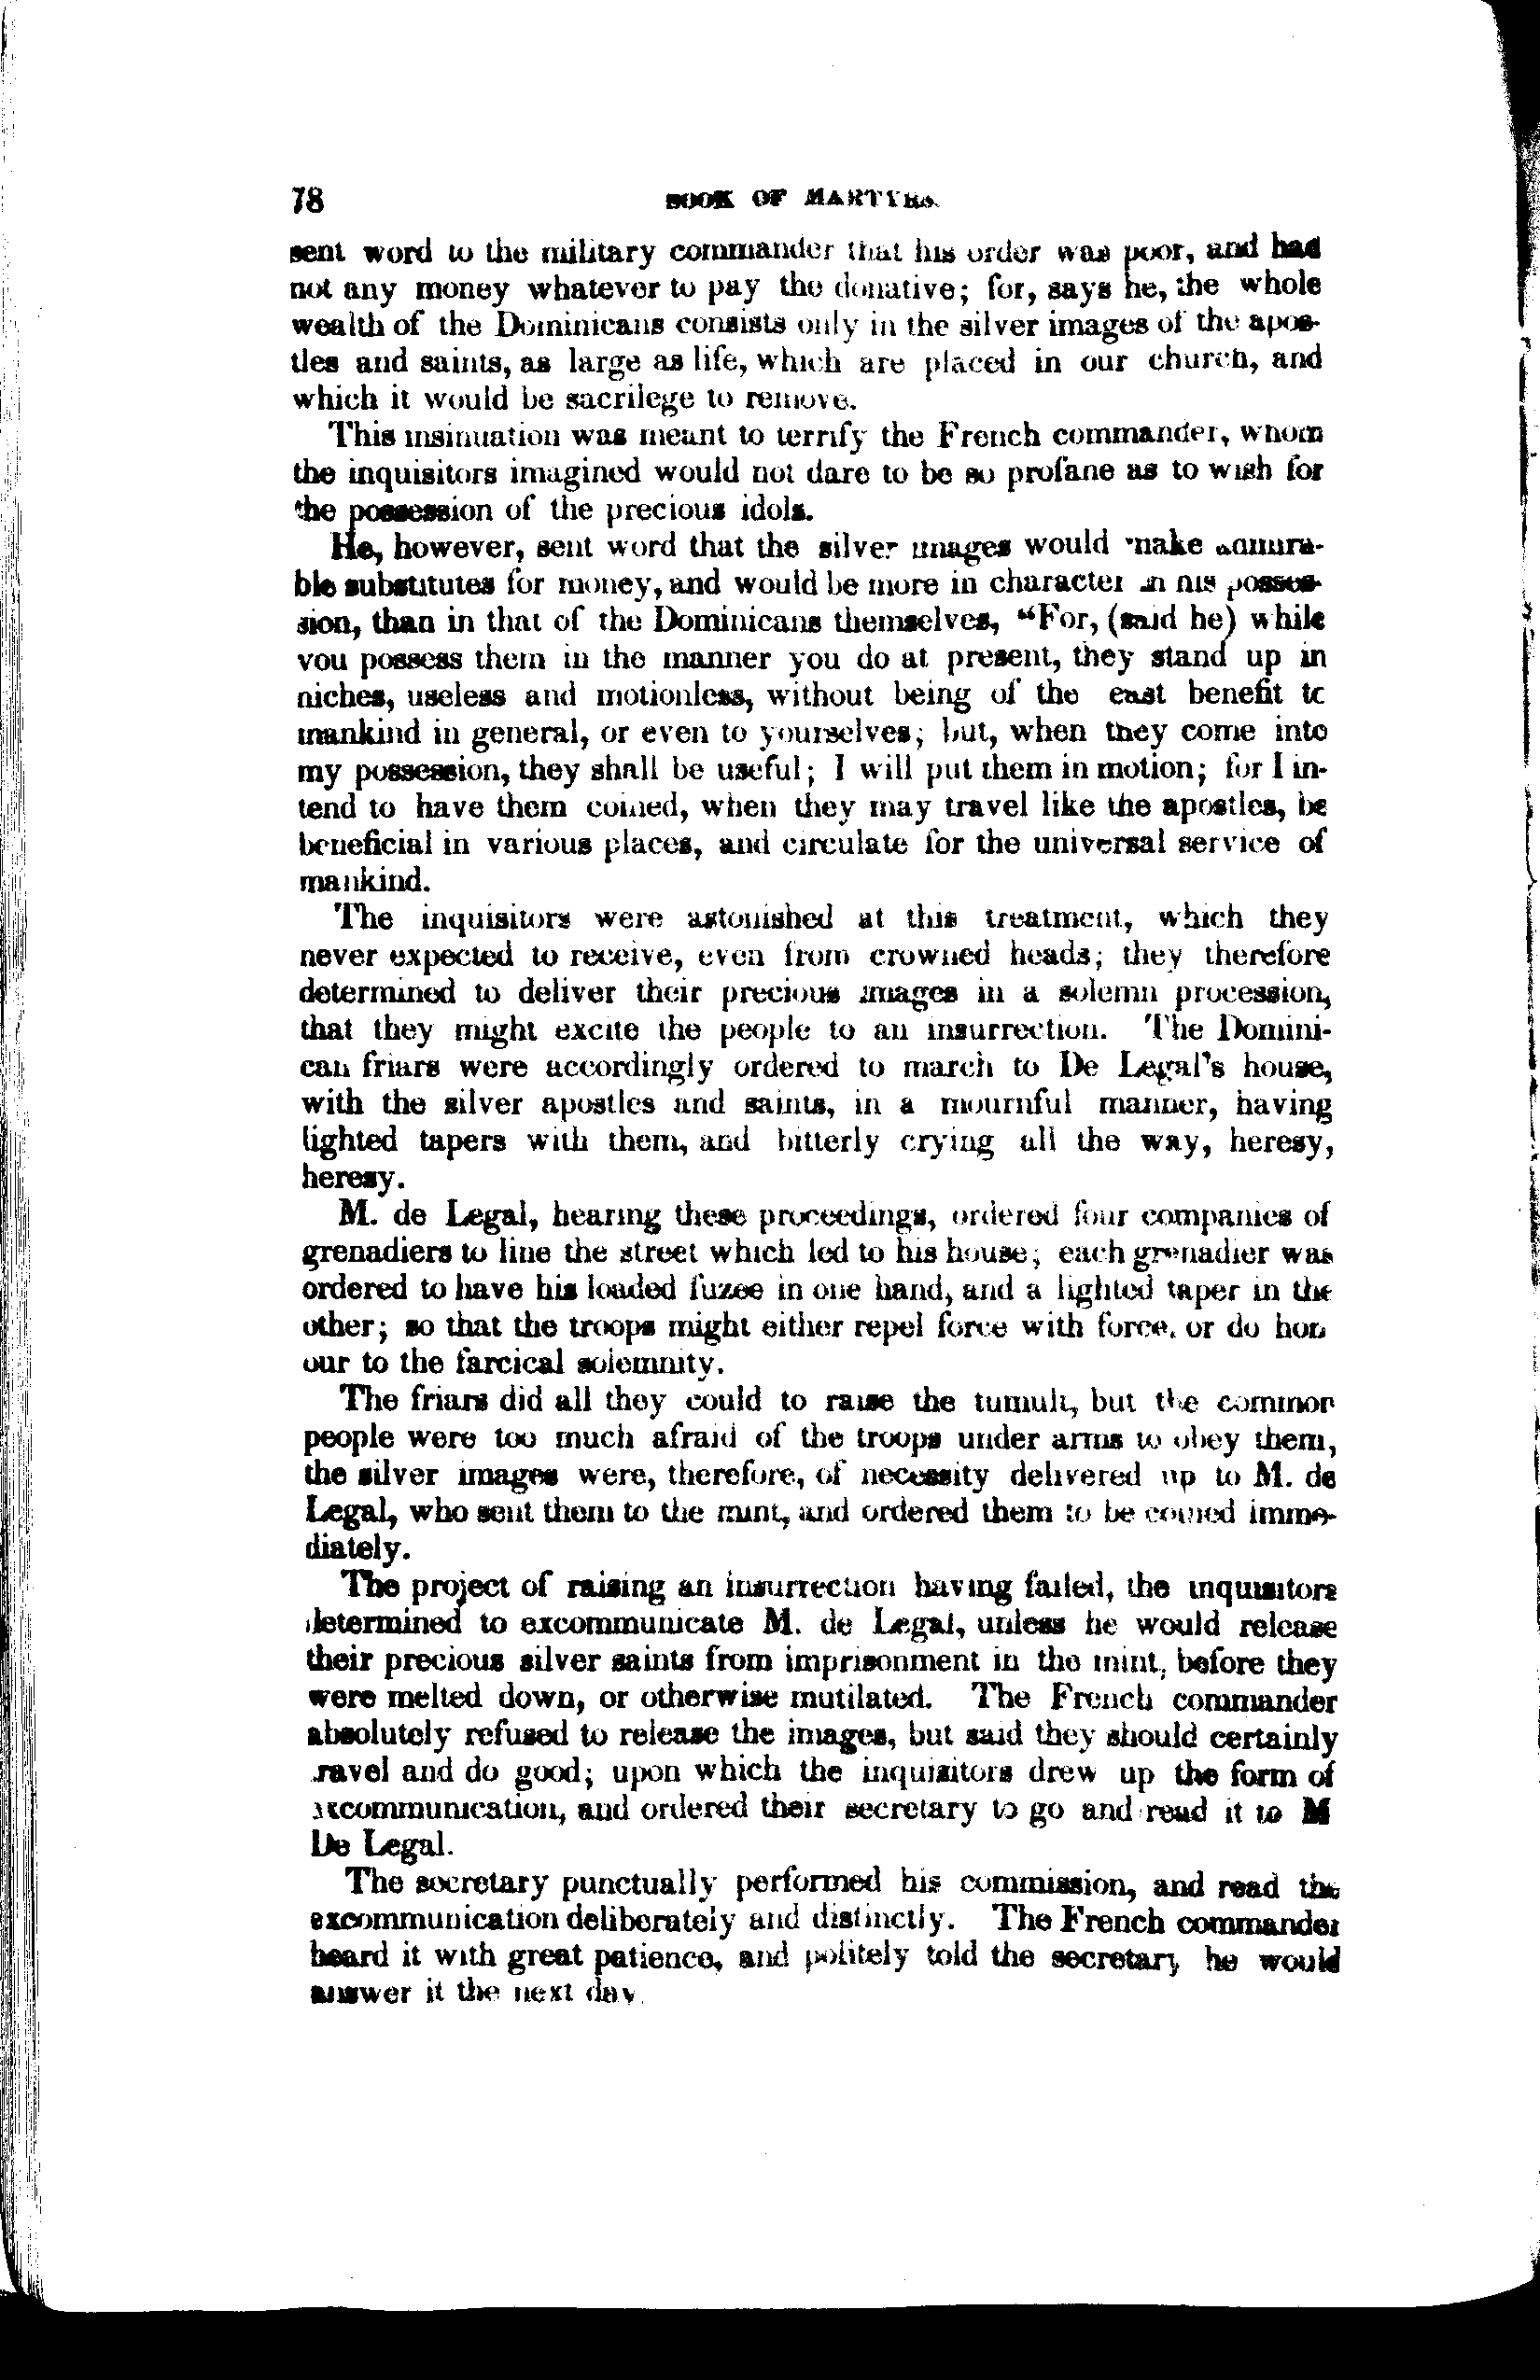 78 BOOK OF MARTYRS.
sent word to the military commander that his order was poor, and had
not any money whatever to pay the donative; for, says he, the whole
wealth of the Dominicans consists only in the silver images of the apos-
tles and saints, as large as life, which are placed in our church, and
which it would be sacrilege to remove.
This insinuation was meant to terrify the French commander, whom
the inquisitors imagined would not dare to be so profane as to wish for
the possession of the precious idols.
He, however, sent word that the silver images would make admira-
ble substitutes for money, and would be more in character in his posses-
sion, than in that of the Dominicans themselves, "For, (said he) while
you possess them in the manner you do at present, they stand up in
niches, useless and motionless, without being of the least benefit to
mankind in general, or even to yourselves; but, when they come into
my possession, they shall be useful; I will put them in motion; for I in-
tend to have them coined, when they may travel like the apostles, be
beneficial in various places, and circulate for the universal service of
mankind.
The inquisitors were astonished at this treatment, which they
never expected to receive, even from crowned heads; they therefore
determined to deliver their precious images in a solemn procession,
that they might excite the people to an insurrection. The Domini-
can friars were accordingly ordered to march to De Legal's house,
with the silver apostles and saints, in a mournful manner, having
lighted tapers with them, and bitterly crying all the way, heresy,
heresy.
M. de Legal, hearing these proceedings, ordered four companies of
grenadiers to line the street which led to his house; each grenadier was
ordered to have his loaded fuzee in one hand, and a lighted taper in the
other; so that the troops might either repel force with force, or do hon
our to the farcical solemnity.
The friars did all they could to raise the tumult, but the common
people were too much afraid of the troops under arms to obey them,
the silver images were, therefore, of necessity delivered up to M. de
Legal, who sent them to the mint, and ordered them to be coined imme-
diately.
The project of raising an insurrection having failed, the inquisitors
determined to excommunicate M. de Legal, unless he would release
their precious silver saints from imprisonment in the mint, before they
were melted down, or otherwise mutilated. The French commander
absolutely refused to release the images, but said they should certainly
travel and do good; upon which the inquisitors drew up the form of
excommunication, and ordered their secretary to go and read it to M
De Legal.
The secretary punctually performed his commission, and read the
excommunication deliberately and distinctly. The French commander
heard it with great patience, and politely told the secretary he would
answer it the next day.